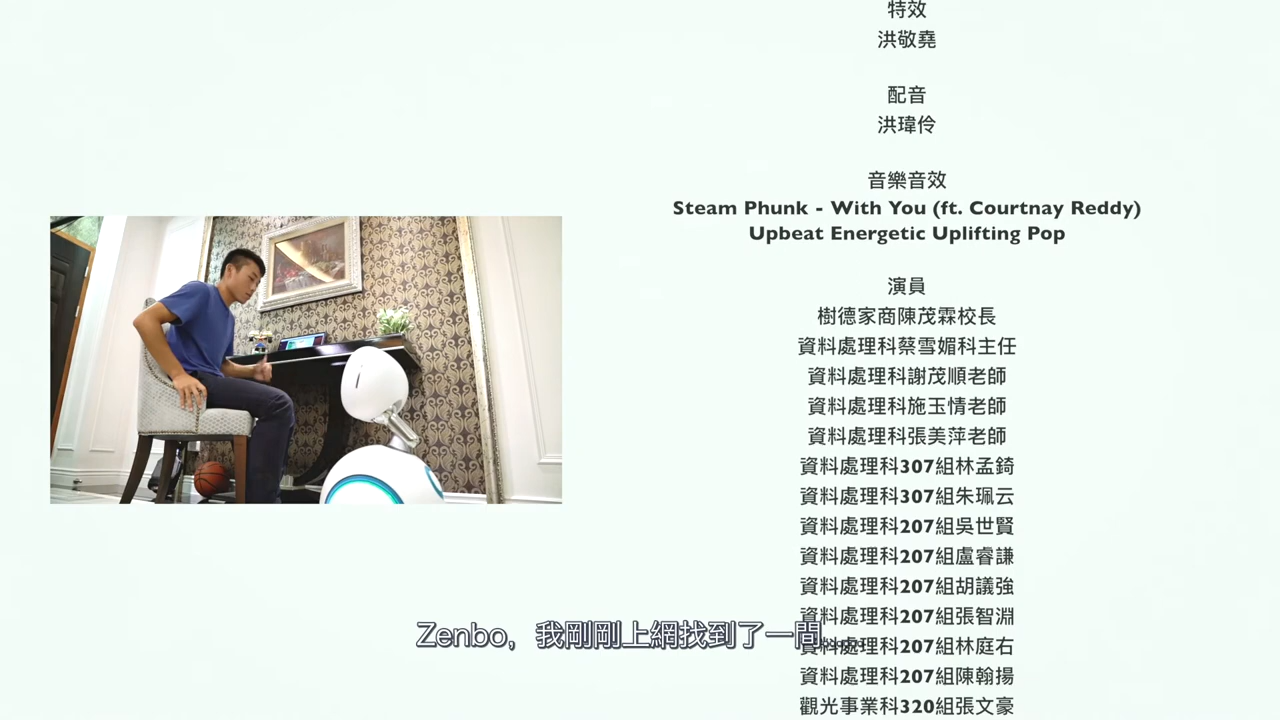 特效
洪敬堯
配音
洪瑋伶
音樂音效
Steam Phunk - With You (ft. Courtnay Reddy)
Upbeat Energetic Uplifting Pop
演員
樹德家商陳茂霖校長
資料處理科蔡雪媚科主任
資料處理科謝茂順老師
資料處理科施玉情老師
資料處理科張美萍老師
資料處理科307組林孟錡
資料處理科307組朱珮云
資料處理科207組吳世賢
資料處理科207組盧睿謙
資料處理科207組胡議強
資料處理科207組張智淵
Zenbo, 我剛剛上網找到了一間
資料處理科207組林庭右
資料處理科207組陳翰揚
觀光事業科320組張文豪